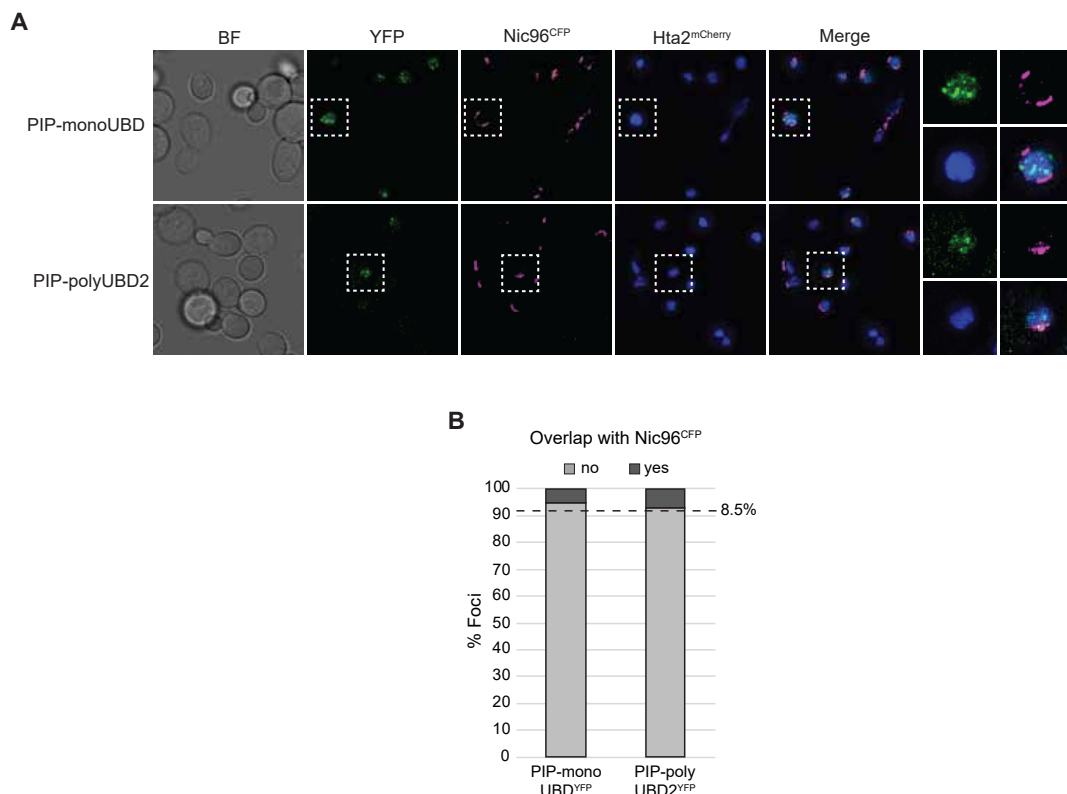 A
BF YFP Nic96CFP Hta2mCherry Merge
PIP-monoUBD
PIP-polyUBD2
B
Overlap with Nic96CFP
no yes
100
90
8.5%
80
70
60
50
40
30
20
10
0
% Foci
PIP-mono PIP-poly
UBDYFP UBD2YFP